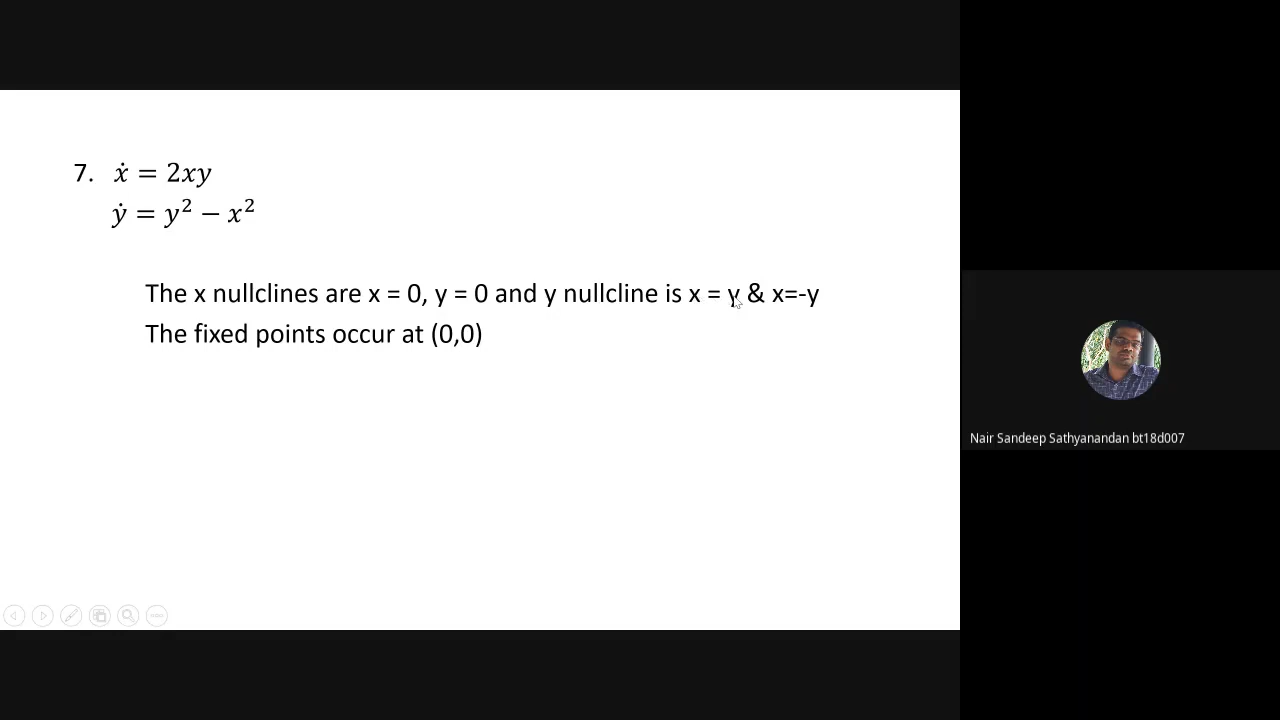 7. ẋ = 2xy
ẏ = y² − x²
The x nullclines are x = 0, y = 0 and y nullcline is x = y & x=-y
The fixed points occur at (0,0)
Nair Sandeep Sathyanandan bt18d007